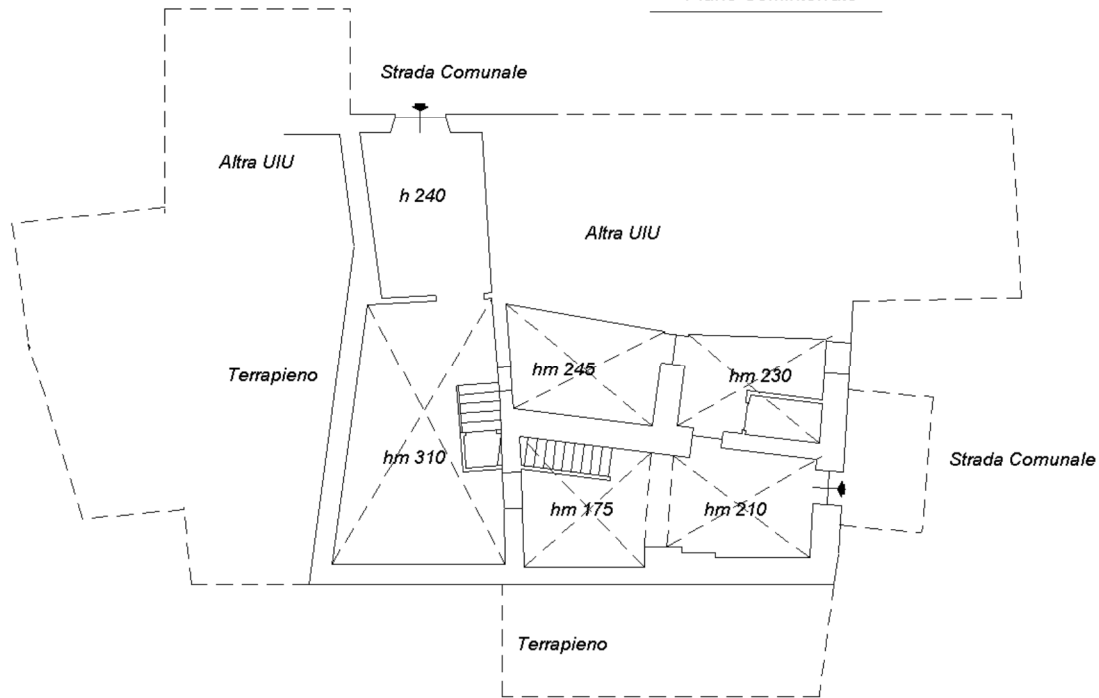 Strada Comunale
Altra UIU
h 240
Altra UIU
hm 245
hm 230
Terrapieno
hm 310
Strada Comunale
hm 175
hm 210
Terrapieno